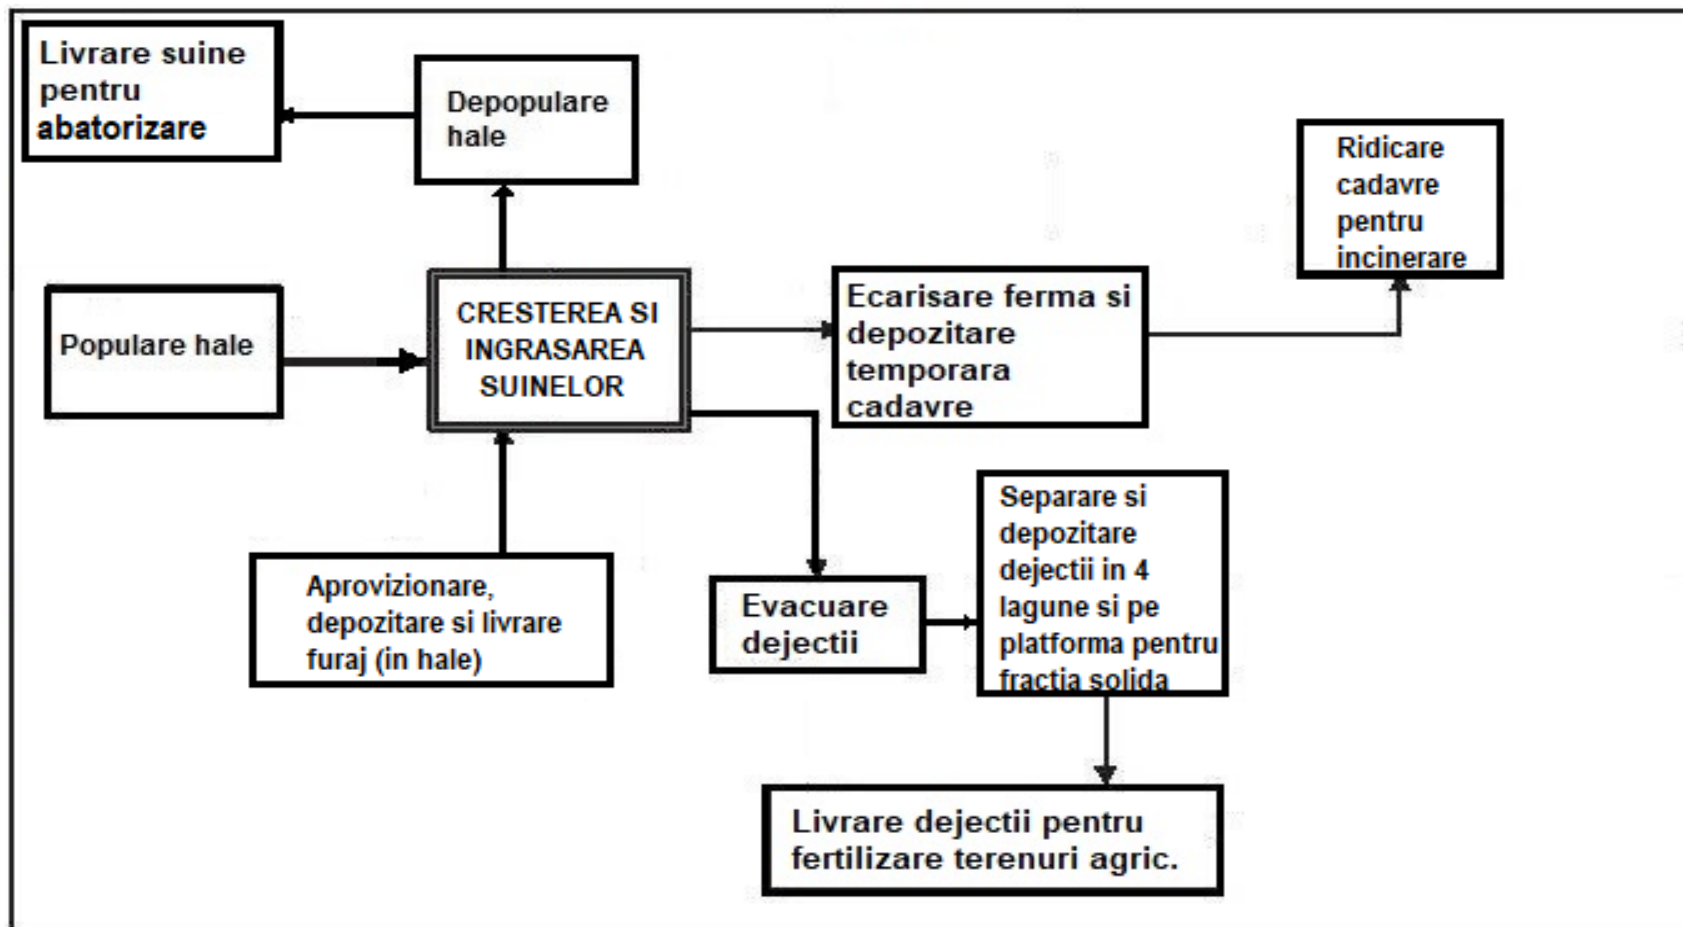 Livrare suine
pentru
abatorizare
Depopulare
hale
Ridicare
cadavre
pentru
incinerare
Populare hale
CRESTEREA SI
INGRASAREA
SUINELOR
Ecarisare ferma si
depozitare
temporara
cadavre
Aprovizionare,
depozitare si livrare
furaj (in hale)
Evacuare
dejectii
Separare si
depozitare
dejectii in 4
lagune si pe
platforma pentru
fractia solida
Livrare dejectii pentru
fertilizare terenuri agric.